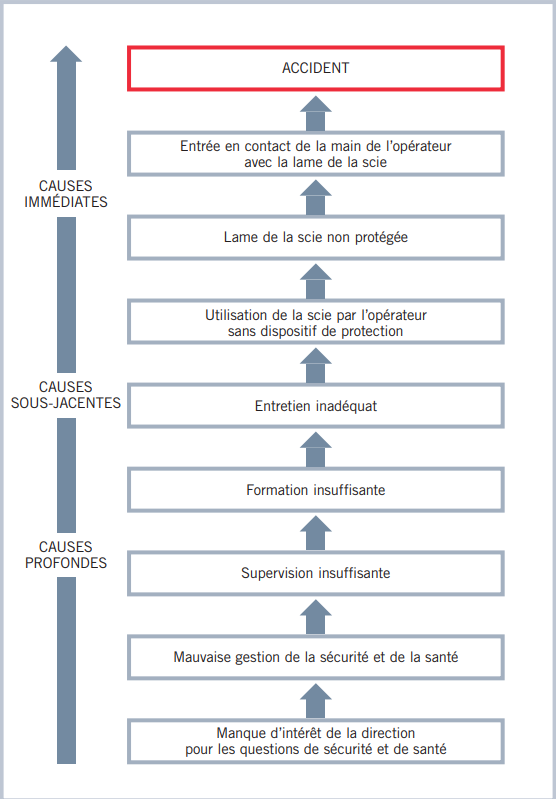 ACCIDENT
Entrée en contact de la main de l'opérateur
avec la lame de la scie
CAUSES
IMMÉDIATES
Lame de la scie non protégée
Utilisation de la scie par l'opérateur
sans dispositif de protection
CAUSES
SOUS-JACENTES
Entretien inadéquat
Formation insuffisante
CAUSES
PROFONDES
Supervision insuffisante
Mauvaise gestion de la sécurité et de la santé
Manque d'intérêt de la direction
pour les questions de sécurité et de santé